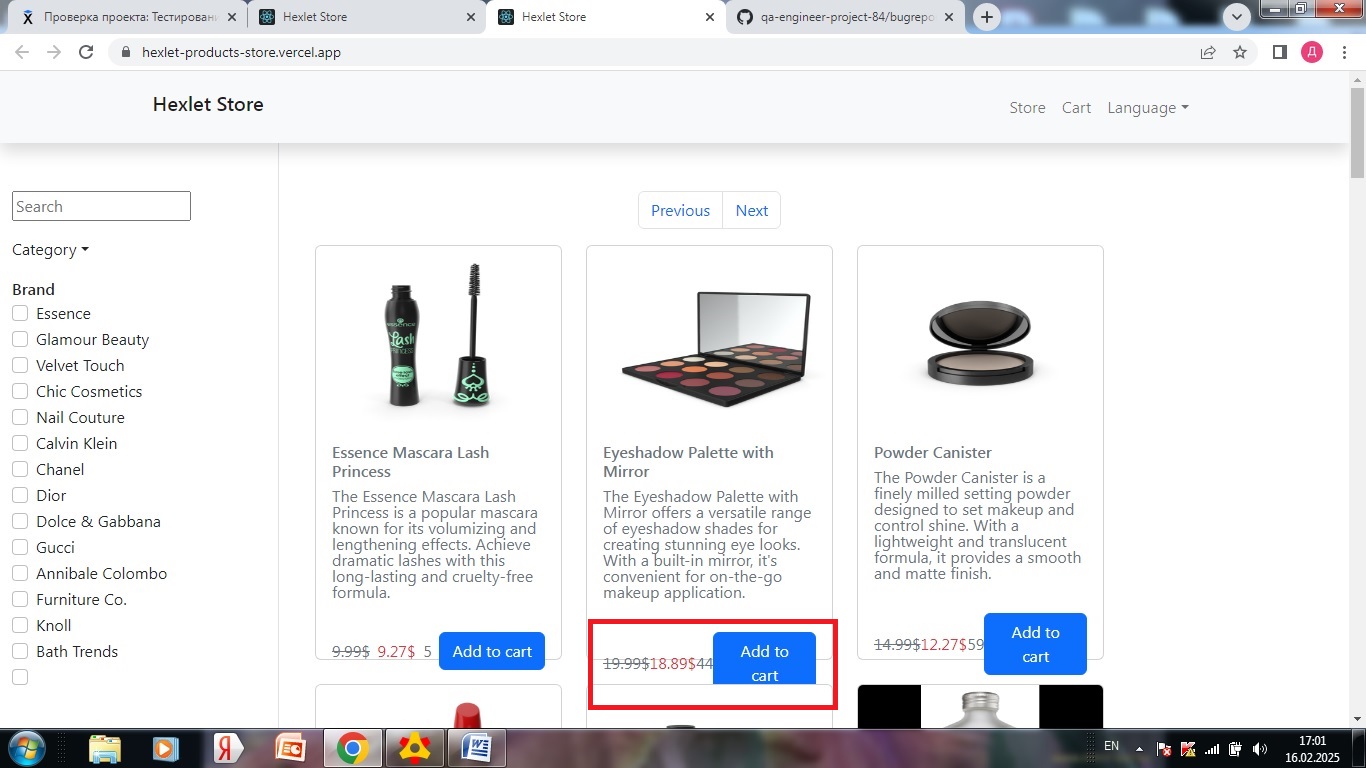 Проверка проекта: Тестировани
Hexlet Store
Hexlet Store
qa-engineer-project-84/bugrepo
hexlet-products-store.vercel.app
Д
Hexlet Store
Store
Cart
Language
Search
Category
Brand
Essence
Glamour Beauty
Velvet Touch
Chic Cosmetics
Nail Couture
Calvin Klein
Chanel
Dior
Dolce & Gabbana
Gucci
Annibale Colombo
Furniture Co.
Knoll
Bath Trends
Previous
Next
essence
Lash
PRINCESS
Essence Mascara Lash
Princess
The Essence Mascara Lash
Princess is a popular mascara
known for its volumizing and
lengthening effects. Achieve
dramatic lashes with this
long-lasting and cruelty-free
formula.
9.99$ 9.27$ 5
Add to cart
Eyeshadow Palette with
Mirror
The Eyeshadow Palette with
Mirror offers a versatile range
of eyeshadow shades for
creating stunning eye looks.
With a built-in mirror, it's
convenient for on-the-go
makeup application.
19.99$18.89$44
Add to
cart
Powder Canister
The Powder Canister is a
finely milled setting powder
designed to set makeup and
control shine. With a
lightweight and translucent
formula, it provides a smooth
and matte finish.
14.99$12.27$59
Add to
cart
Я
EN
17:01
16.02.2025